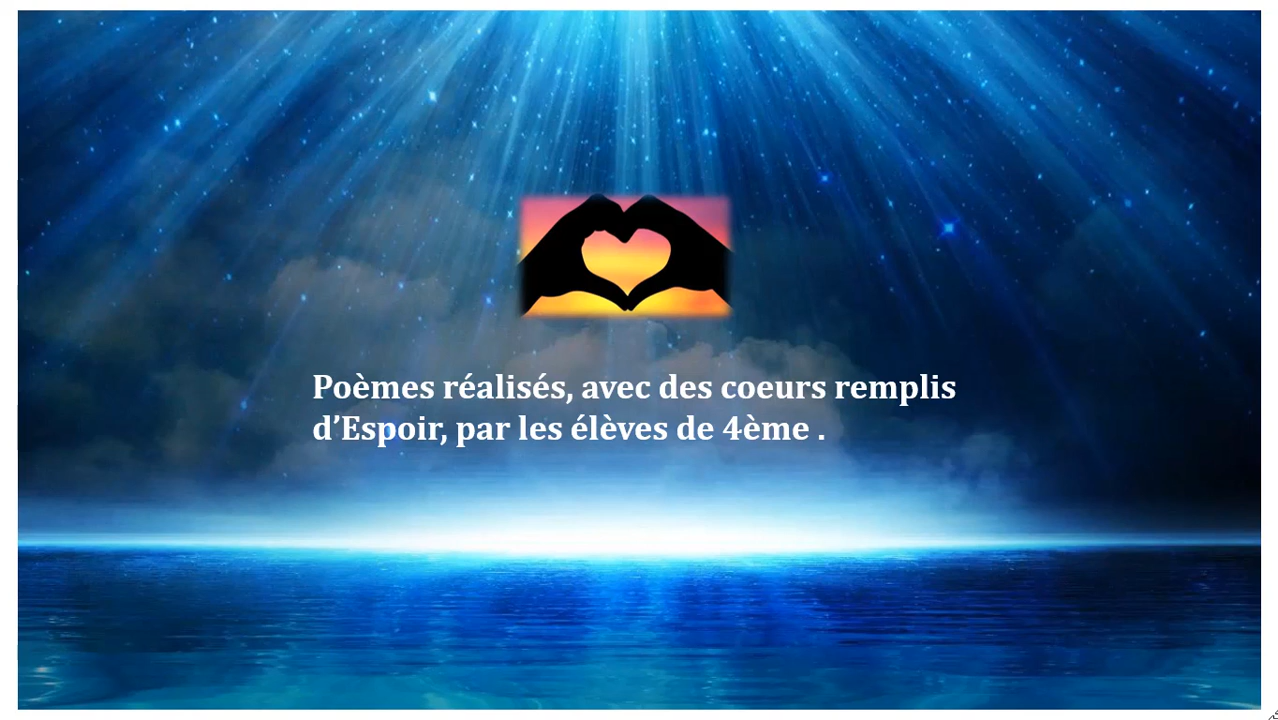 Poèmes réalisés, avec des coeurs remplis
d’Espoir, par les élèves de 4ème .